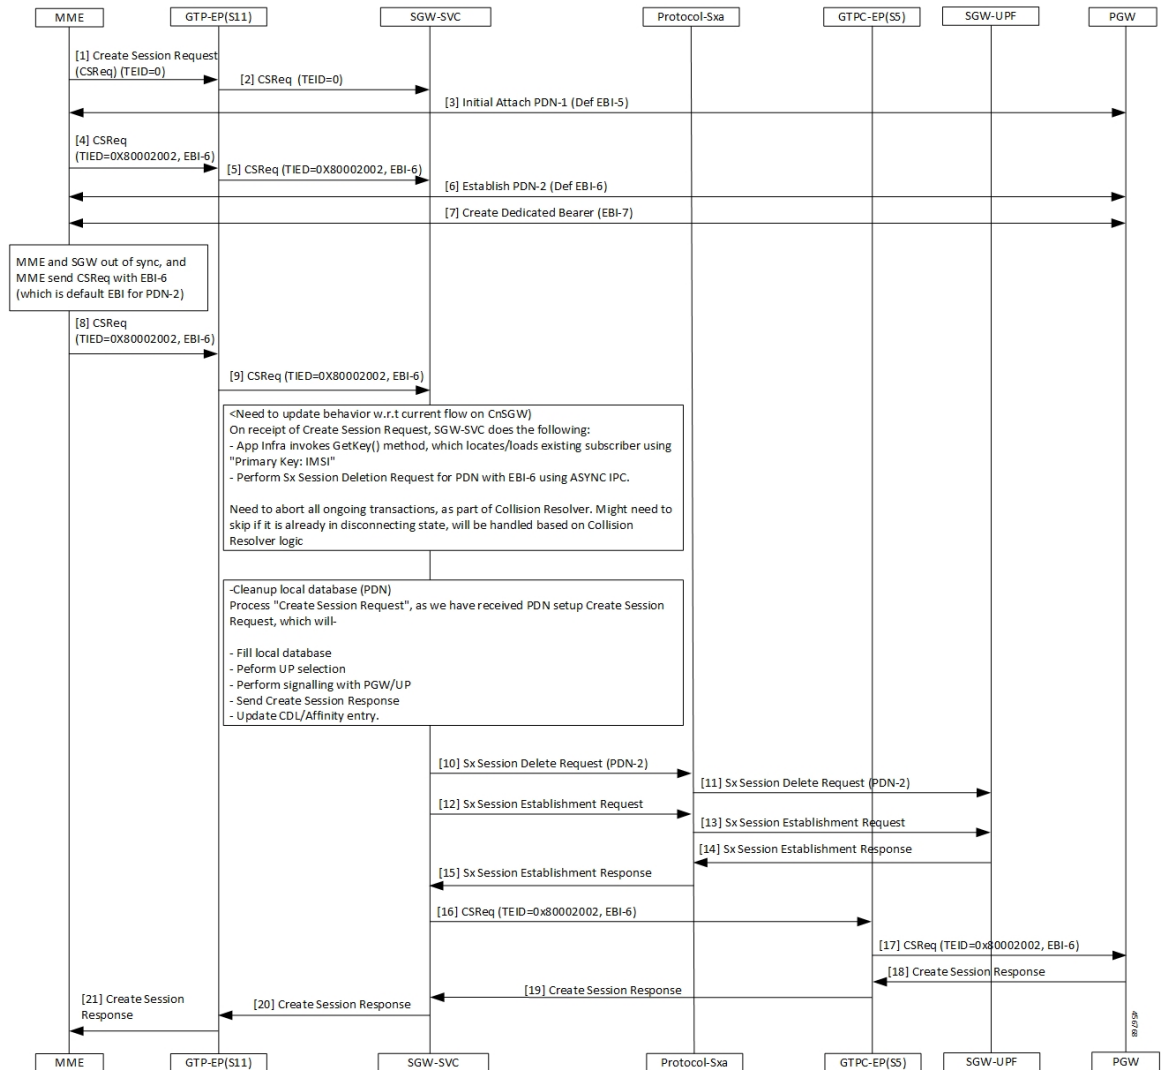 MME
GTP-EP(S11)
SGW-SVC
Protocol-Sxa
GTPC-EP(S5)
SGW-UPF
PGW
[1] Create Session Request
(CSReq) (TEID=0)
[2] CSReq (TEID=0)
[3] Initial Attach PDN-1 (Def EBI-5)
[4] CSReq
(TIED=0X80002002, EBI-6)
[5] CSReq (TIED=0X80002002, EBI-6)
[6] Establish PDN-2 (Def EBI-6)
[7] Create Dedicated Bearer (EBI-7)
MME and SGW out of sync, and
MME send CSReq with EBI-6
(which is default EBI for PDN-2)
[8] CSReq
(TIED=0X80002002, EBI-6)
[9] CSReq (TIED=0X80002002, EBI-6)
<Need to update behavior w.r.t current flow on CnSGW)
On receipt of Create Session Request, SGW-SVC does the following:
- App Infra invokes GetKey() method, which locates/loads existing subscriber using
"Primary Key: IMSI"
- Perform Sx Session Deletion Request for PDN with EBI-6 using ASYNC IPC.
Need to abort all ongoing transactions, as part of Collision Resolver. Might need to
skip if it is already in disconnecting state, will be handled based on Collision
Resolver logic
-Cleanup local database (PDN)
Process "Create Session Request", as we have received PDN setup Create Session
Request, which will-
- Fill local database
- Peform UP selection
- Perform signalling with PGW/UP
- Send Create Session Response
- Update CDL/Affinity entry.
[10] Sx Session Delete Request (PDN-2)
[11] Sx Session Delete Request (PDN-2)
[12] Sx Session Establishment Request
[13] Sx Session Establishment Request
[14] Sx Session Establishment Response
[15] Sx Session Establishment Response
[16] CSReq (TEID=0x80002002, EBI-6)
[17] CSReq (TEID=0x80002002, EBI-6)
[18] Create Session Response
[19] Create Session Response
[20] Create Session Response
[21] Create Session
Response
456768
MME
GTP-EP(S11)
SGW-SVC
Protocol-Sxa
GTPC-EP(S5)
SGW-UPF
PGW